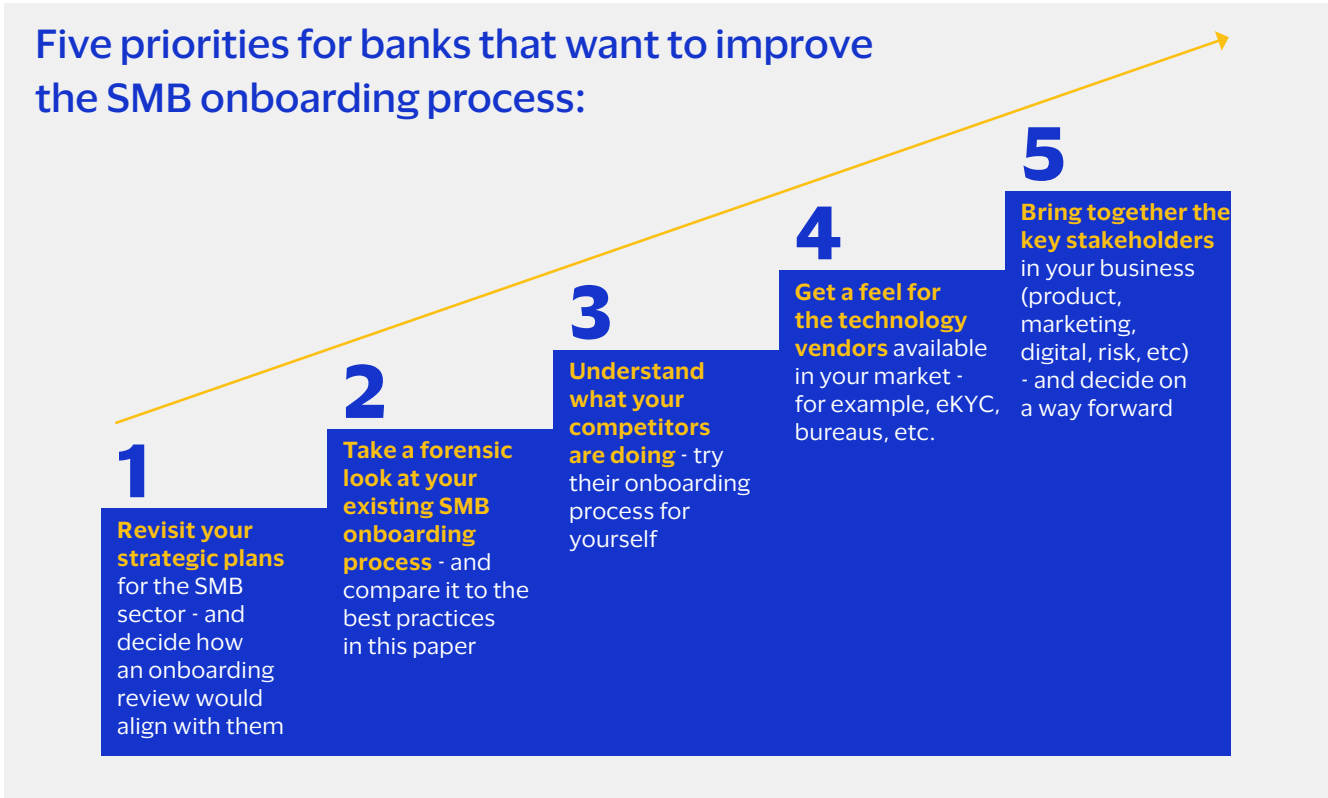 Five priorities for banks that want to improve
the SMB onboarding process:
1
Revisit your
strategic plans
for the SMB
sector - and
decide how
an onboarding
review would
align with them
2
Take a forensic
look at your
existing SMB
onboarding
process - and
compare it to the
best practices
in this paper
3
Understand
what your
competitors
are doing - try
their onboarding
process for
yourself
4
Get a feel for
the technology
vendors available
in your market -
for example, eKYC,
bureaus, etc.
5
Bring together the
key stakeholders
in your business
(product,
marketing,
digital, risk, etc)
- and decide on
a way forward